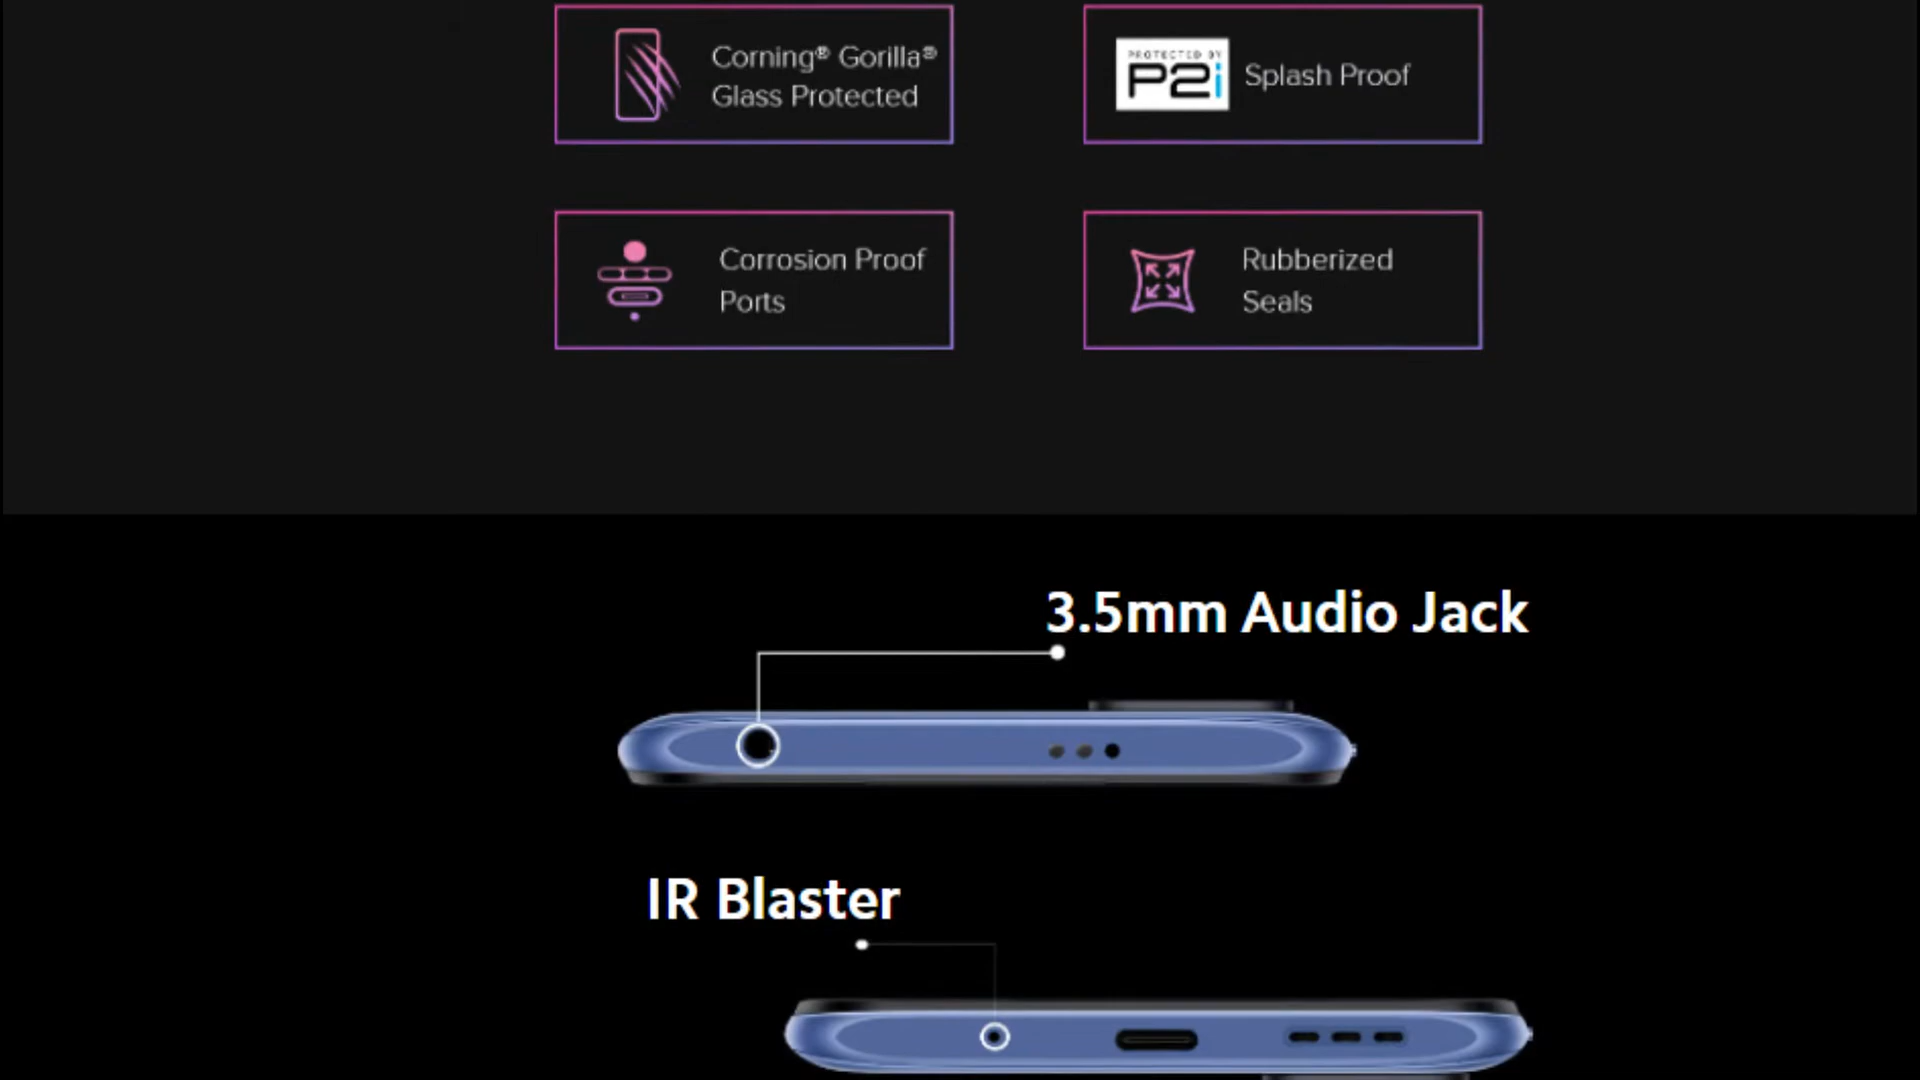 Corning® Gorilla®
Glass Protected
PROTECTED BY
P2i
Splash Proof
Corrosion Proof
Ports
Rubberized
Seals
3.5mm Audio Jack
IR Blaster